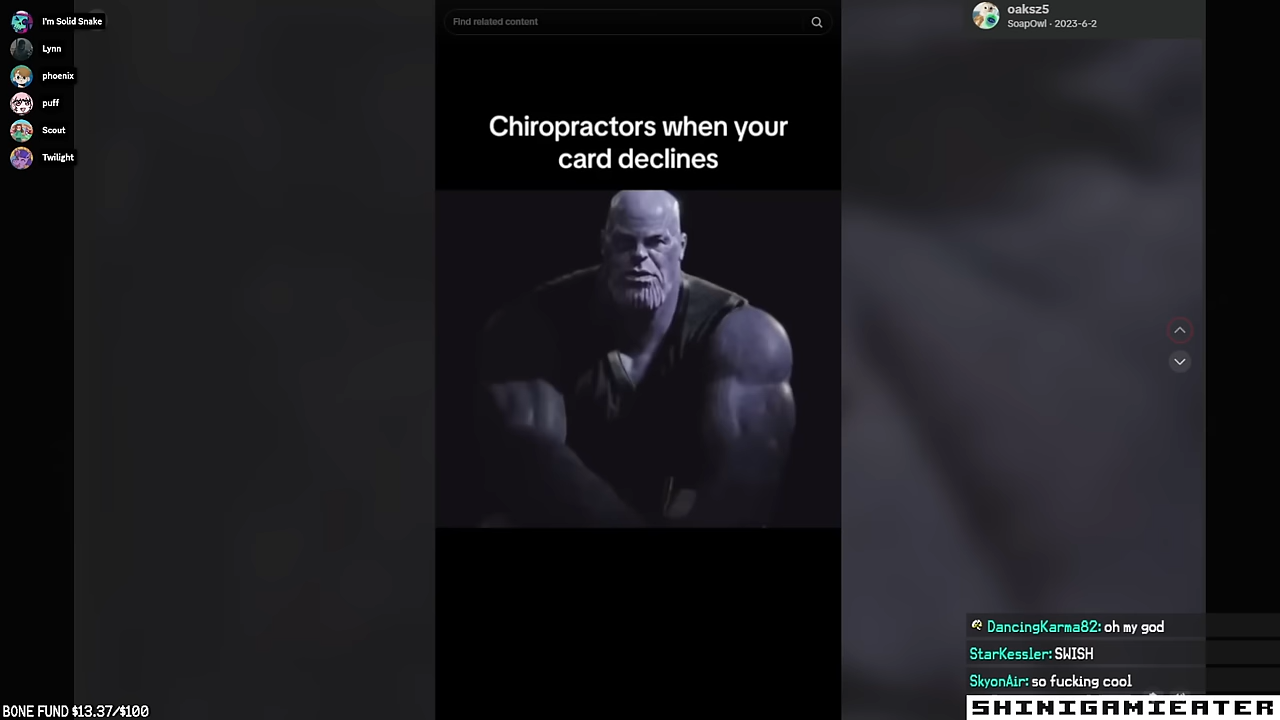 I'm Solid Snake
Lynn
phoenix
puff
Scout
Twilight
Find related content
oaksz5
SoapOwl · 2023-6-2
Chiropractors when your
card declines
DancingKarma82: oh my god
StarKessler: SWISH
SkyonAir: so fucking cool
SHINIGAMIEATER
BONE FUND $13.37/$100